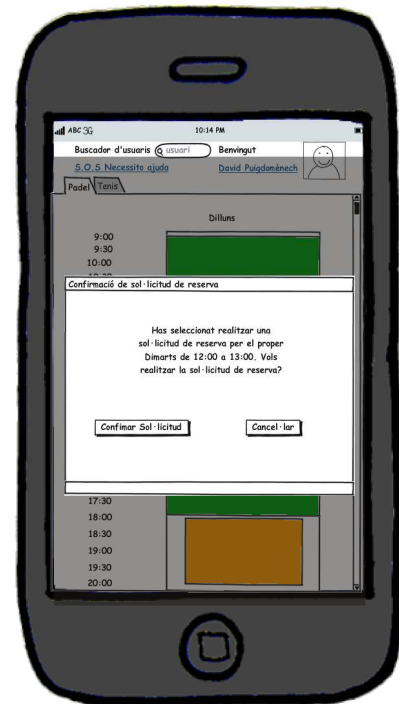 ABC 3G 10:14 PM
Buscador d'usuaris usuari Benvingut
S.O.S Necessito ajuda David Puigdomènech
Padel Tenis
Dilluns
9:00
9:30
10:00
10:30
Confirmació de sol·licitud de reserva
Has seleccionat realitzar una
sol·licitud de reserva per el proper
Dimarts de 12:00 a 13:00. Vols
realitzar la sol·licitud de reserva?
Confimar Sol·licitud Cancel·lar
17:30
18:00
18:30
19:00
19:30
20:00